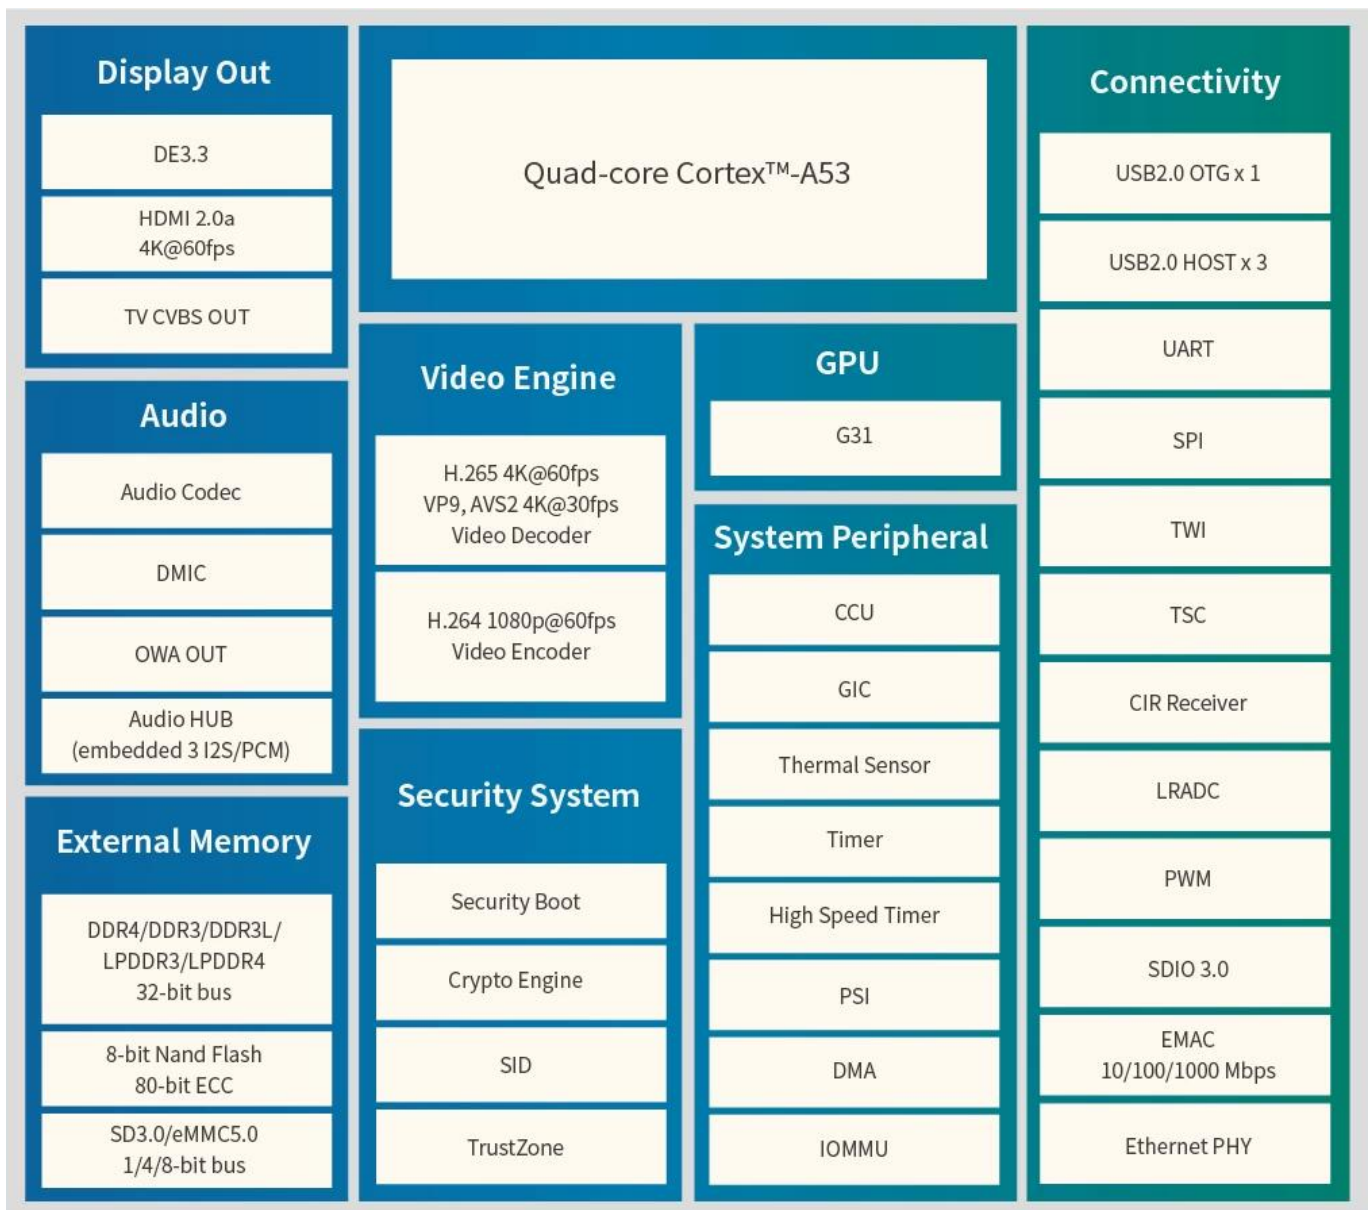 Display Out
DE3.3
HDMI 2.0a
4K@60fps
TV CVBS OUT
Audio
Audio Codec
DMIC
OWA OUT
Audio HUB
(embedded 3 I2S/PCM)
External Memory
DDR4/DDR3/DDR3L/
LPDDR3/LPDDR4
32-bit bus
8-bit Nand Flash
80-bit ECC
SD3.0/eMMC5.0
1/4/8-bit bus
Quad-core Cortex™-A53
Video Engine
H.265 4K@60fps
VP9, AVS2 4K@30fps
Video Decoder
H.264 1080p@60fps
Video Encoder
Security System
Security Boot
Crypto Engine
SID
TrustZone
GPU
G31
System Peripheral
CCU
GIC
Thermal Sensor
Timer
High Speed Timer
PSI
DMA
IOMMU
Connectivity
USB2.0 OTG x 1
USB2.0 HOST x 3
UART
SPI
TWI
TSC
CIR Receiver
LRADC
PWM
SDIO 3.0
EMAC
10/100/1000 Mbps
Ethernet PHY